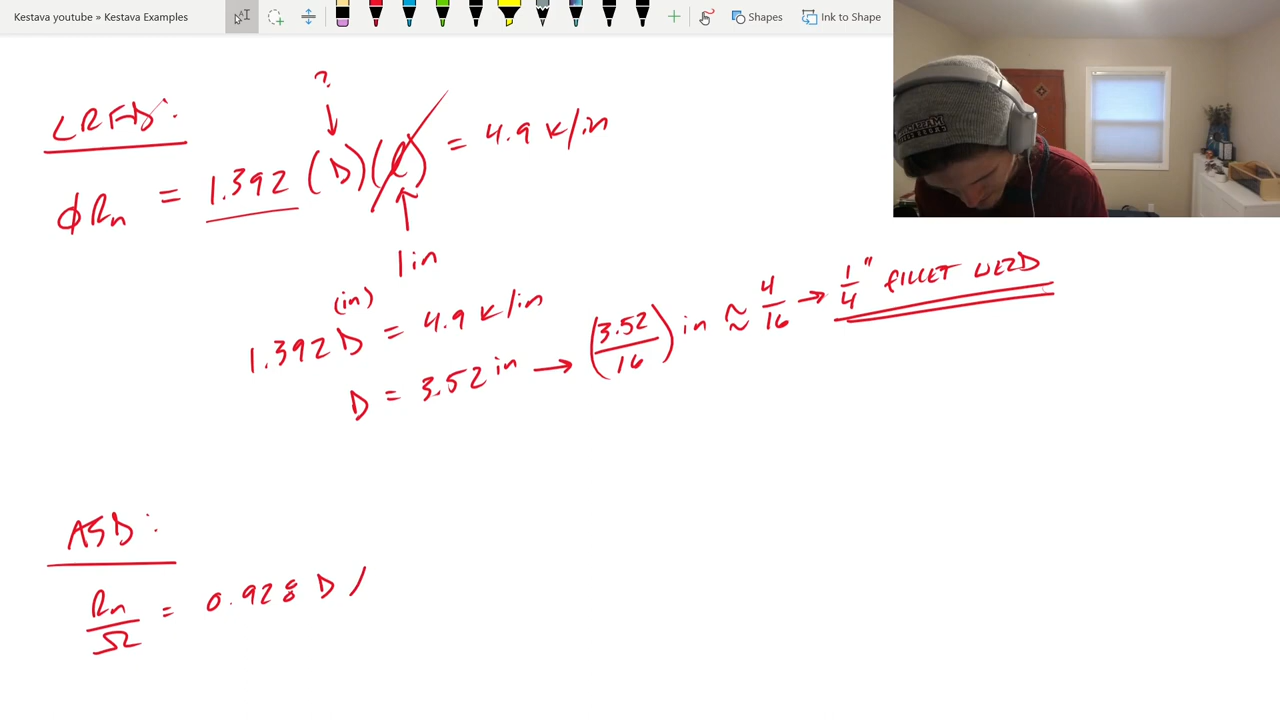 Kestava youtube » Kestava Examples
Shapes
Ink to Shape
?
LRFD:
ϕRn = 1.392 (D)(l) = 4.9 k/in
1 in
(in)
1.392 D = 4.9 k/in
D = 3.52 in → (3.52/16) in ≈ 4/16 → 1/4" FILLET WELD
ASD:
Rn/Ω = 0.928 D l